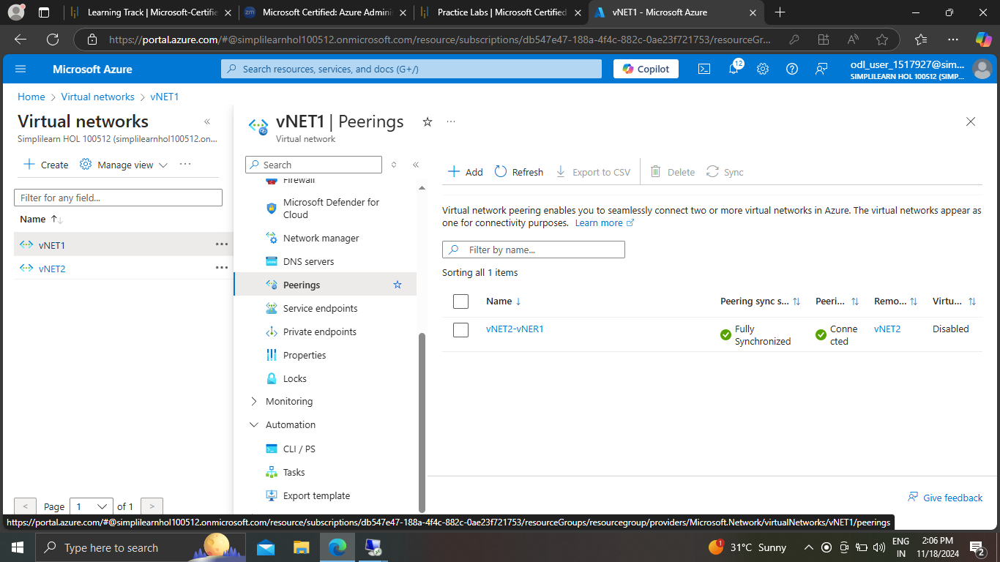 Learning Track | Microsoft-Certifie
Microsoft Certified: Azure Admini
Practice Labs | Microsoft Certified
vNET1 - Microsoft Azure
https://portal.azure.com/#@simplilearnhol100512.onmicrosoft.com/resource/subscriptions/db547e47-188a-4f4c-882c-0ae23f721753/resourceGr...
Microsoft Azure
Search resources, services, and docs (G+/)
Copilot
12
odl_user_1517927@sim...
SIMPLILEARN HOL 100512 (SIMP...
Home > Virtual networks > vNET1
Virtual networks
Simplilearn HOL 100512 (simplilearnhol100512.on...
Create
Manage view
Filter for any field...
Name
vNET1
vNET2
Page 1 of 1
vNET1 | Peerings
Virtual network
Search
Firewall
Microsoft Defender for
Cloud
Network manager
DNS servers
Peerings
Service endpoints
Private endpoints
Properties
Locks
Monitoring
Automation
CLI / PS
Tasks
Export template
Add
Refresh
Export to CSV
Delete
Sync
Virtual network peering enables you to seamlessly connect two or more virtual networks in Azure. The virtual networks appear as
one for connectivity purposes. Learn more
Filter by name...
Sorting all 1 items
Name
Peering sync s...
Peeri...
Remo...
Virtu...
vNET2-vNER1
Fully
Synchronized
Conne
cted
vNET2
Disabled
Give feedback
https://portal.azure.com/#@simplilearnhol100512.onmicrosoft.com/resource/subscriptions/db547e47-188a-4f4c-882c-0ae23f721753/resourceGroups/resourcegroup/providers/Microsoft.Network/virtualNetworks/vNET1/peerings
Type here to search
1
31°C Sunny
ENG
IN
2:06 PM
11/18/2024
2